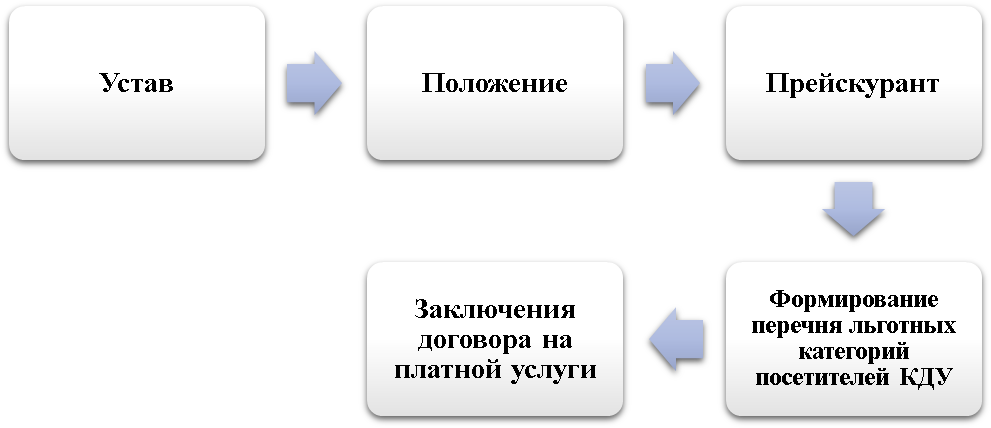 Устав
Положение
Прейскурант
Формирование
перечня льготных
категорий
посетителей КДУ
Заключения
договора на
платной услуги